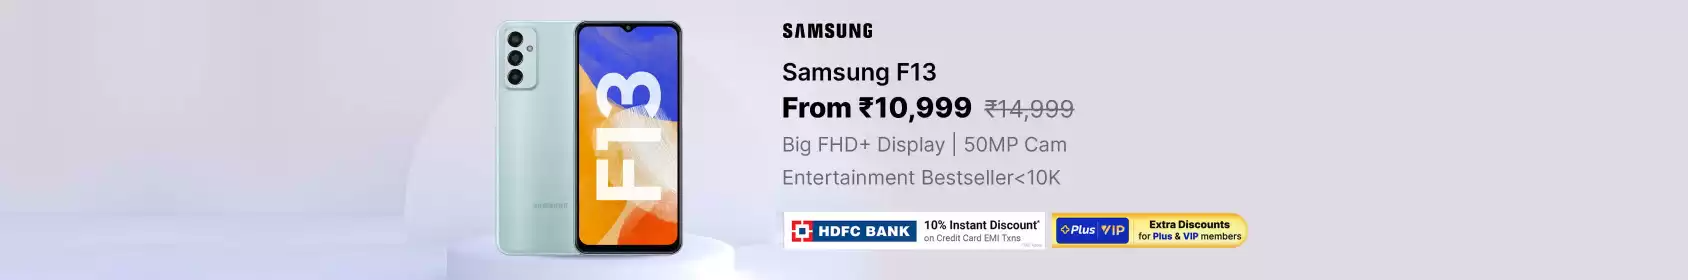 SAMSUNG
Samsung F13
From ₹10,999 ₹14,999
Big FHD+ Display | 50MP Cam
Entertainment Bestseller<10K
F13
SAMSUNG
HDFC BANK
10% Instant Discount*
on Credit Card EMI Txns
Plus VIP
Extra Discounts
for Plus & VIP members